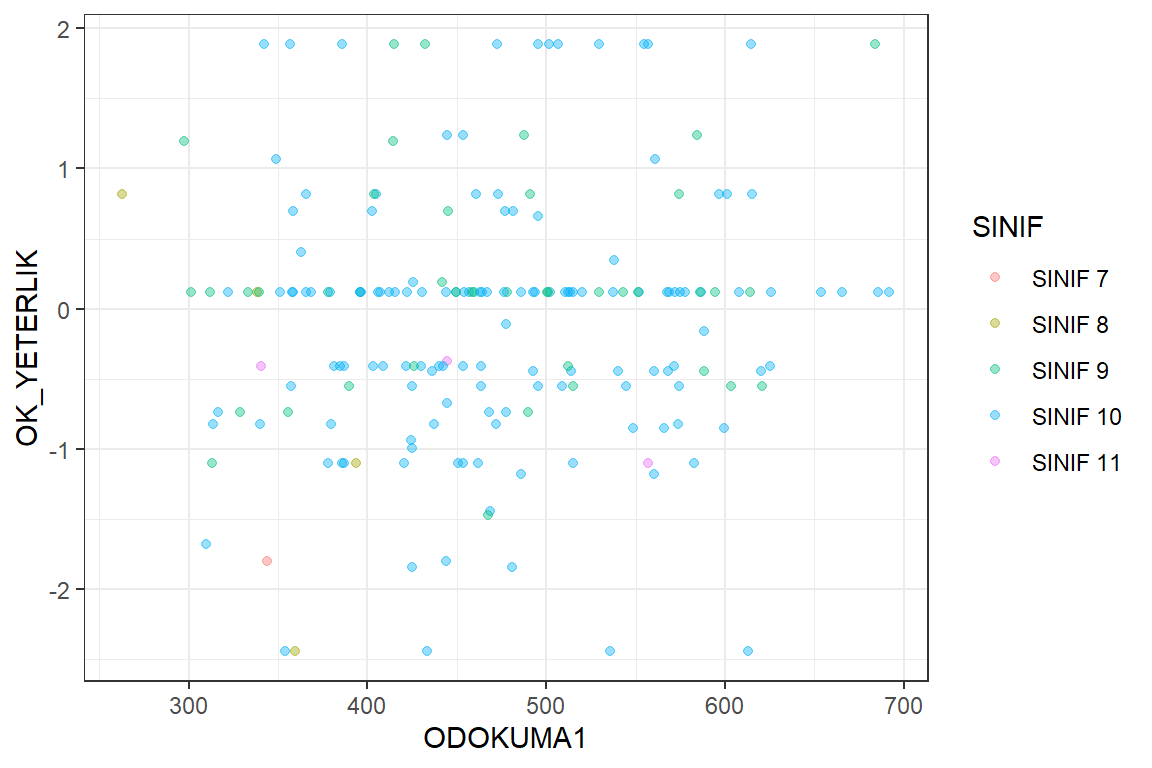 2
1
0
-1
-2
OK_YETERLIK
300 400 500 600 700
ODOKUMA1
SINIF
SINIF 7
SINIF 8
SINIF 9
SINIF 10
SINIF 11